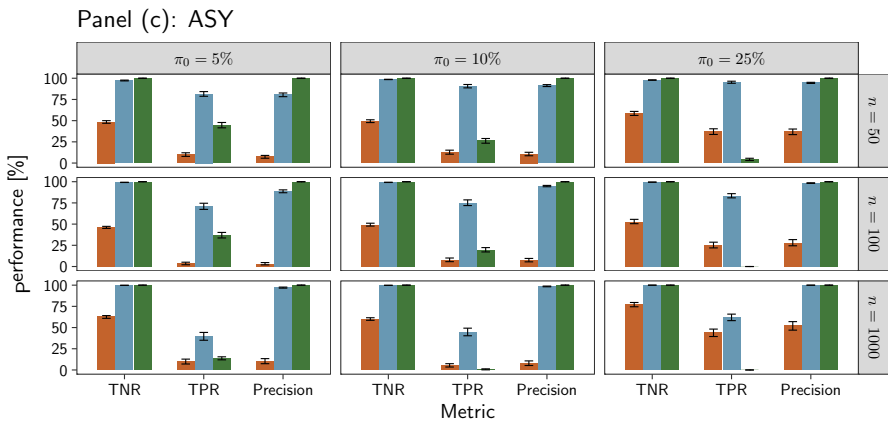 Panel (c): ASY
π₀ = 5%
π₀ = 10%
π₀ = 25%
performance [%]
100
75
50
25
0
n = 50
100
75
50
25
0
n = 100
100
75
50
25
0
n = 1000
TNR TPR Precision
TNR TPR Precision
TNR TPR Precision
Metric